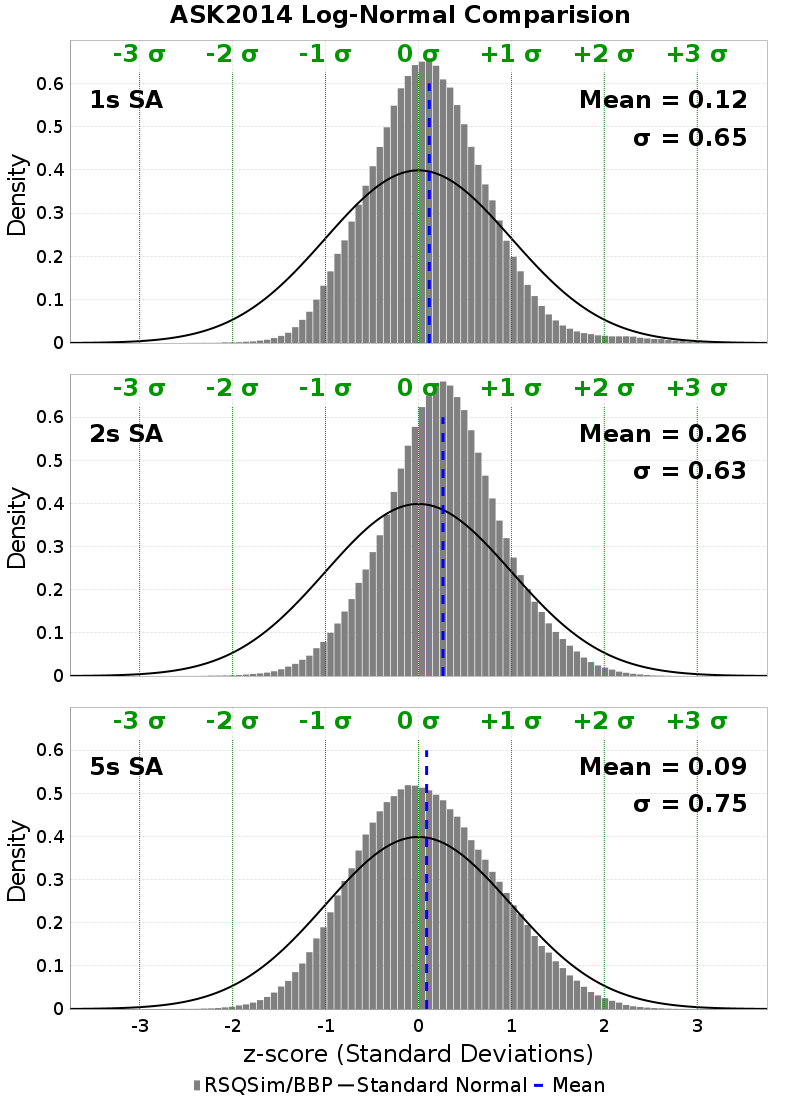 ASK2014 Log-Normal Comparision
-3 σ -2 σ -1 σ 0 σ +1 σ +2 σ +3 σ
1s SA
Mean = 0.12
σ = 0.65
Density
0.6
0.5
0.4
0.3
0.2
0.1
0
-3 σ -2 σ -1 σ 0 σ +1 σ +2 σ +3 σ
2s SA
Mean = 0.26
σ = 0.63
Density
0.6
0.5
0.4
0.3
0.2
0.1
0
-3 σ -2 σ -1 σ 0 σ +1 σ +2 σ +3 σ
5s SA
Mean = 0.09
σ = 0.75
Density
0.6
0.5
0.4
0.3
0.2
0.1
0
-3 -2 -1 0 1 2 3
z-score (Standard Deviations)
RSQSim/BBP Standard Normal Mean